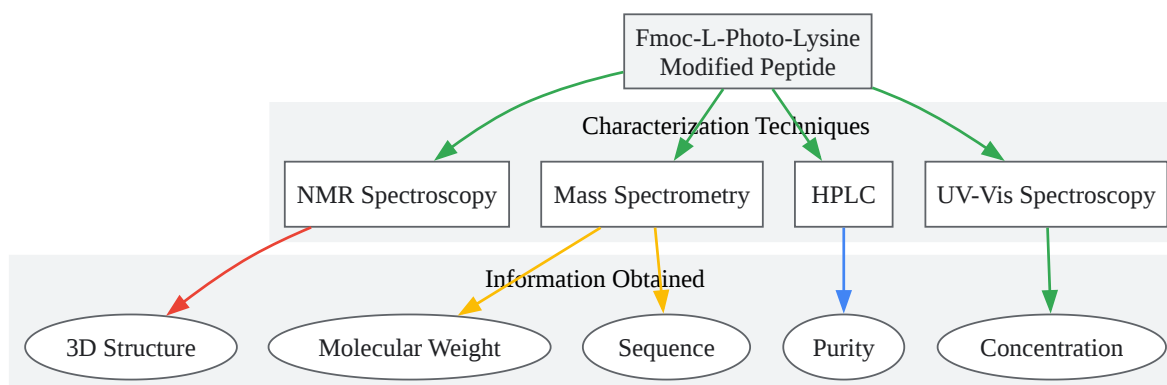 Fmoc-L-Photo-Lysine
Modified Peptide
Characterization Techniques
NMR Spectroscopy
Mass Spectrometry
HPLC
UV-Vis Spectroscopy
Information Obtained
3D Structure
Molecular Weight
Sequence
Purity
Concentration